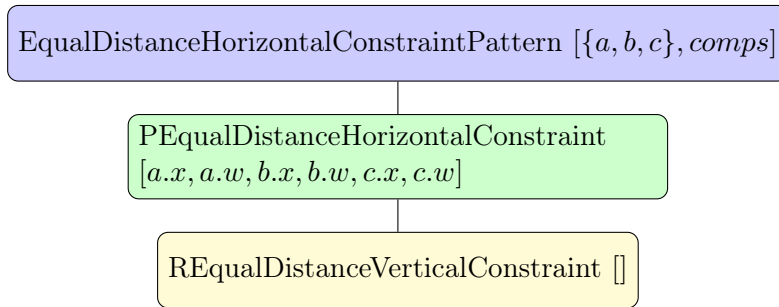 EqualDistanceHorizontalConstraintPattern [{a, b, c}, comps]
PEqualDistanceHorizontalConstraint
[a.x, a.w, b.x, b.w, c.x, c.w]
REqualDistanceVerticalConstraint []